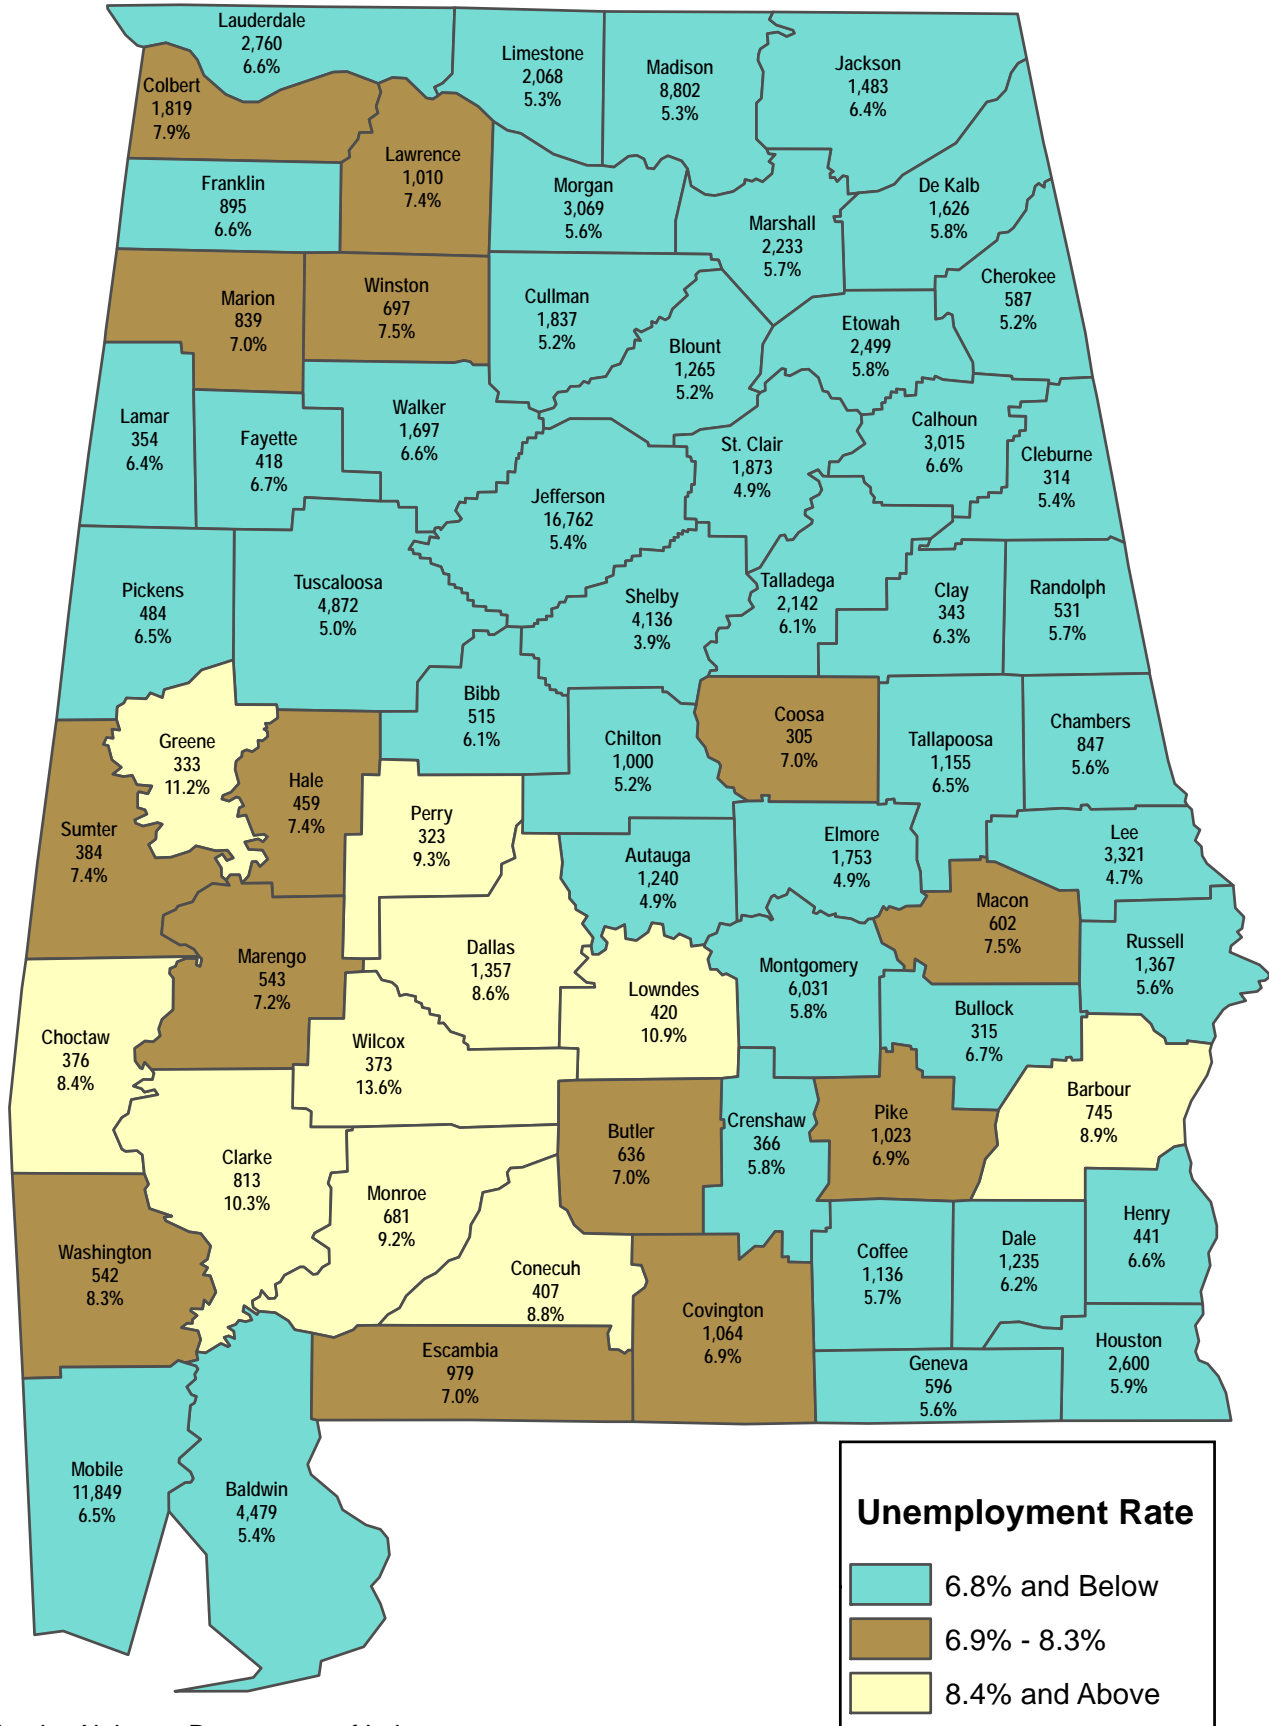 Lauderdale
2,760
6.6%
Limestone
2,068
5.3%
Madison
8,802
5.3%
Jackson
1,483
6.4%
Colbert
1,819
7.9%
Lawrence
1,010
7.4%
Franklin
895
6.6%
Morgan
3,069
5.6%
De Kalb
1,626
5.8%
Marshall
2,233
5.7%
Cherokee
587
5.2%
Marion
839
7.0%
Winston
697
7.5%
Cullman
1,837
5.2%
Etowah
2,499
5.8%
Blount
1,265
5.2%
Lamar
354
6.4%
Walker
1,697
6.6%
Fayette
418
6.7%
Calhoun
3,015
6.6%
St. Clair
1,873
4.9%
Cleburne
314
5.4%
Jefferson
16,762
5.4%
Pickens
484
6.5%
Tuscaloosa
4,872
5.0%
Shelby
4,136
3.9%
Talladega
2,142
6.1%
Clay
343
6.3%
Randolph
531
5.7%
Bibb
515
6.1%
Greene
333
11.2%
Hale
459
7.4%
Chilton
1,000
5.2%
Coosa
305
7.0%
Tallapoosa
1,155
6.5%
Chambers
847
5.6%
Sumter
384
7.4%
Perry
323
9.3%
Autauga
1,240
4.9%
Elmore
1,753
4.9%
Lee
3,321
4.7%
Macon
602
7.5%
Marengo
543
7.2%
Dallas
1,357
8.6%
Montgomery
6,031
5.8%
Russell
1,367
5.6%
Lowndes
420
10.9%
Bullock
315
6.7%
Choctaw
376
8.4%
Wilcox
373
13.6%
Barbour
745
8.9%
Butler
636
7.0%
Crenshaw
366
5.8%
Pike
1,023
6.9%
Clarke
813
10.3%
Monroe
681
9.2%
Washington
542
8.3%
Conecuh
407
8.8%
Henry
441
6.6%
Coffee
1,136
5.7%
Dale
1,235
6.2%
Covington
1,064
6.9%
Escambia
979
7.0%
Geneva
596
5.6%
Houston
2,600
5.9%
Mobile
11,849
6.5%
Baldwin
4,479
5.4%
Unemployment Rate
6.8% and Below
6.9% - 8.3%
8.4% and Above